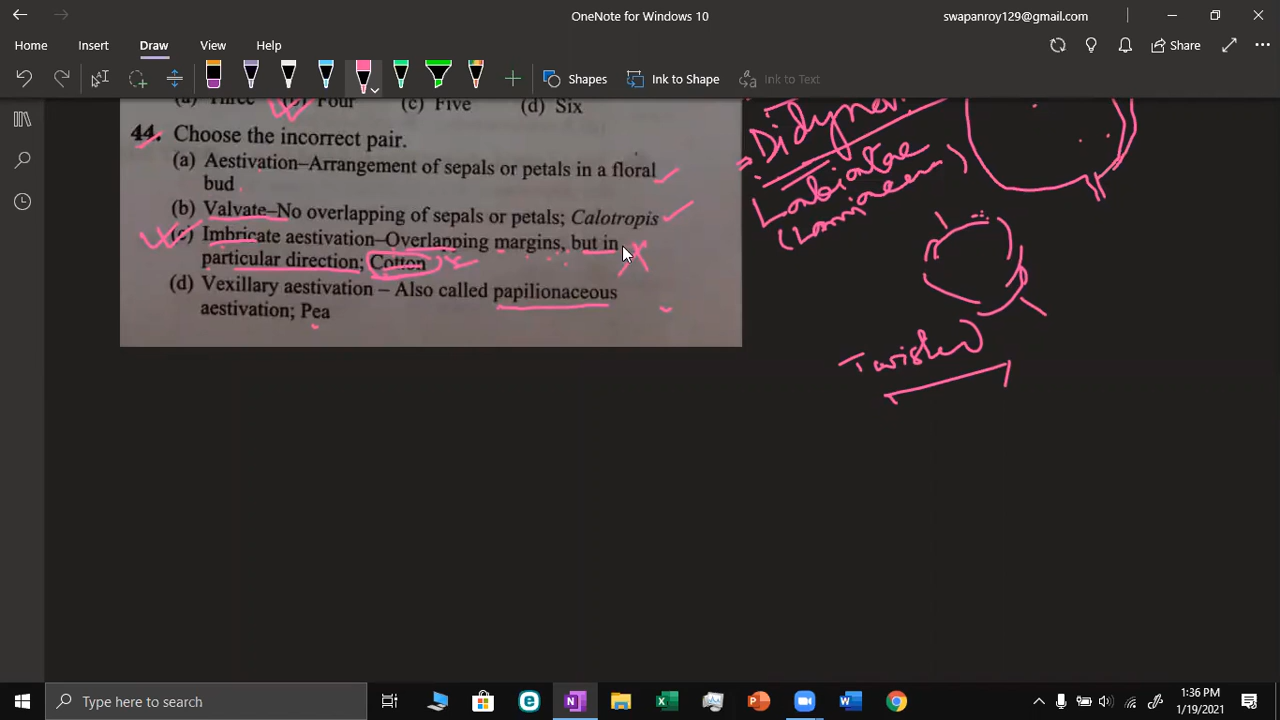 OneNote for Windows 10
swapanroy129@gmail.com
Home Insert Draw View Help
Share
Shapes
Ink to Shape
Ink to Text
(a) Three (b) Four (c) Five (d) Six
44. Choose the incorrect pair.
(a) Aestivation–Arrangement of sepals or petals in a floral
bud
(b) Valvate–No overlapping of sepals or petals; Calotropis
(c) Imbricate aestivation–Overlapping margins, but in
particular direction; Cotton
(d) Vexillary aestivation – Also called papilionaceous
aestivation; Pea
Twisted
Type here to search
1:36 PM
1/19/2021